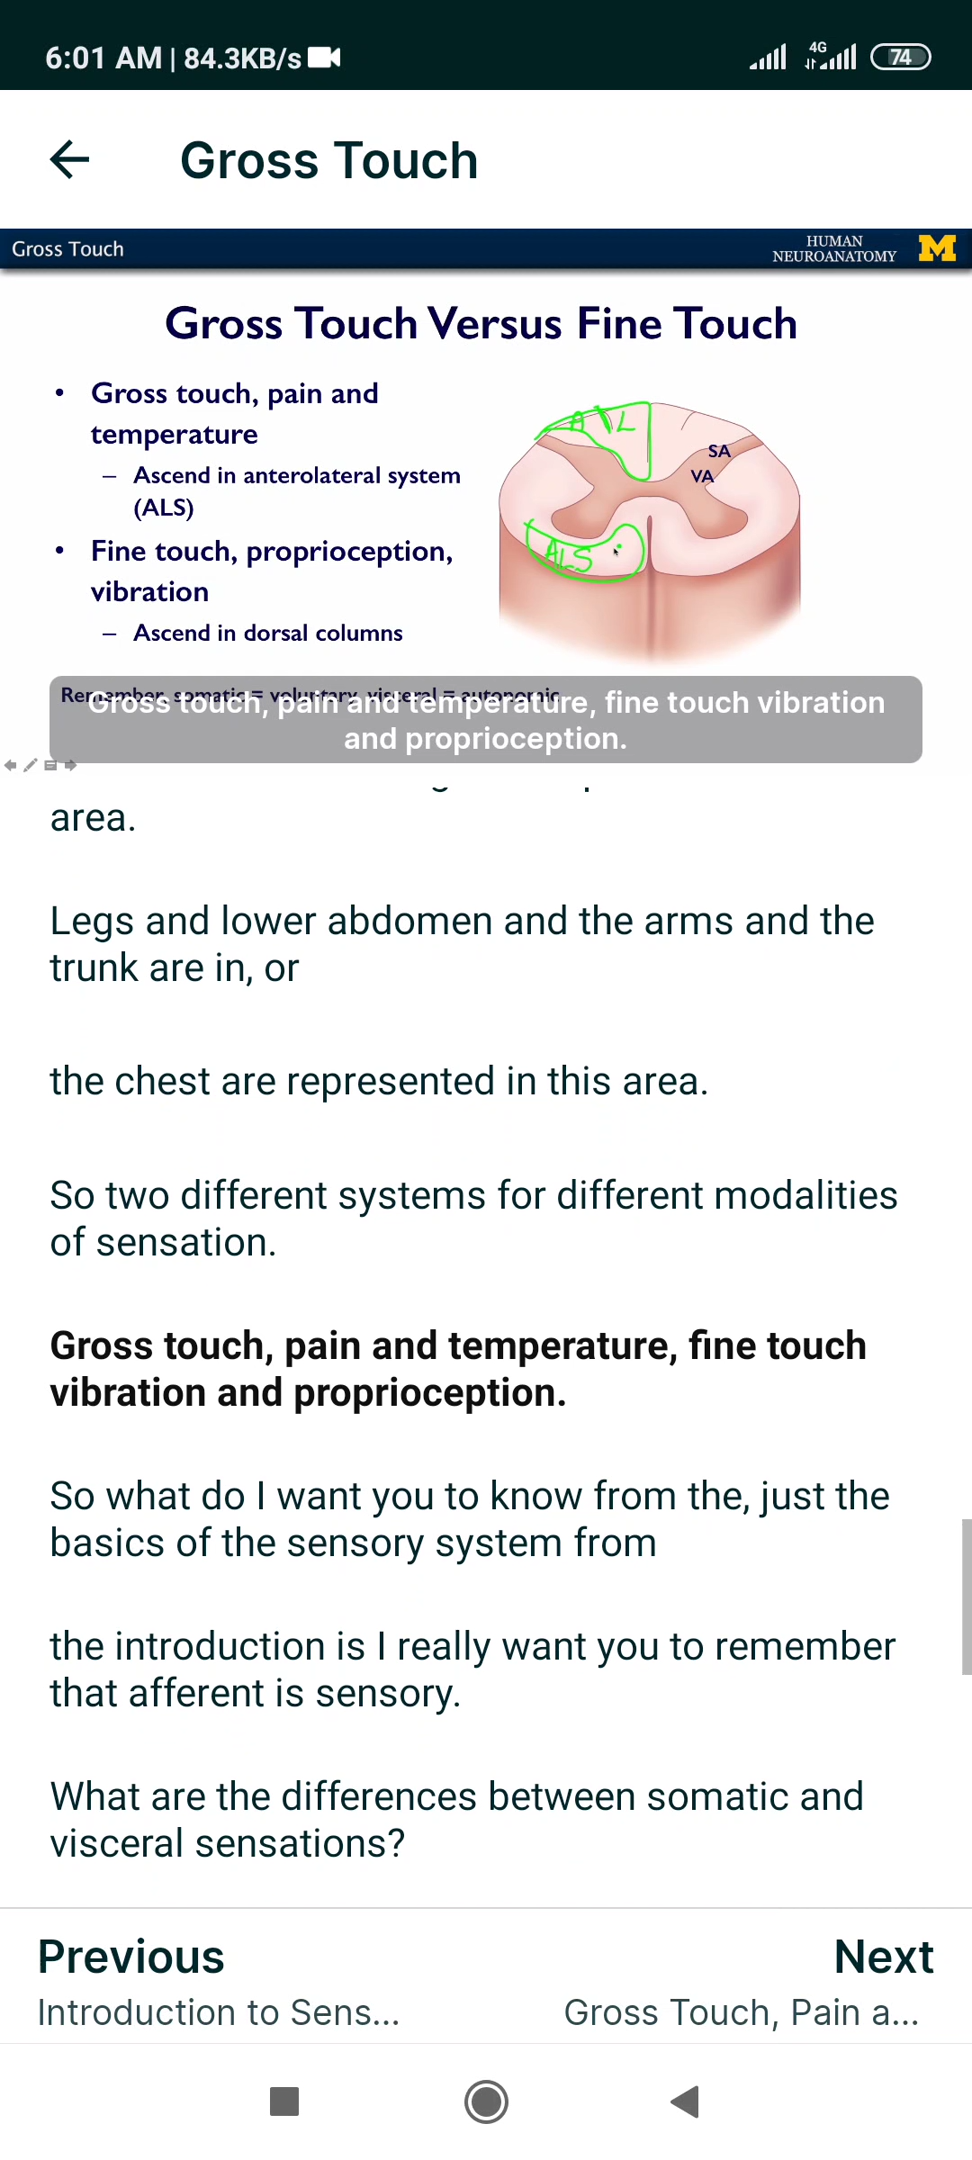 6:01 AM | 84.3KB/s
4G
74
Gross Touch
Gross Touch
HUMAN
NEUROANATOMY
M
Gross Touch Versus Fine Touch
• Gross touch, pain and
temperature
– Ascend in anterolateral system
(ALS)
• Fine touch, proprioception,
vibration
– Ascend in dorsal columns
SA
VA
ALS
Remember, somatic = voluntary, visceral = autonomic
Gross touch, pain and temperature, fine touch vibration
and proprioception.
area.
Legs and lower abdomen and the arms and the
trunk are in, or
the chest are represented in this area.
So two different systems for different modalities
of sensation.
Gross touch, pain and temperature, fine touch
vibration and proprioception.
So what do I want you to know from the, just the
basics of the sensory system from
the introduction is I really want you to remember
that afferent is sensory.
What are the differences between somatic and
visceral sensations?
Previous
Next
Introduction to Sens...
Gross Touch, Pain a...